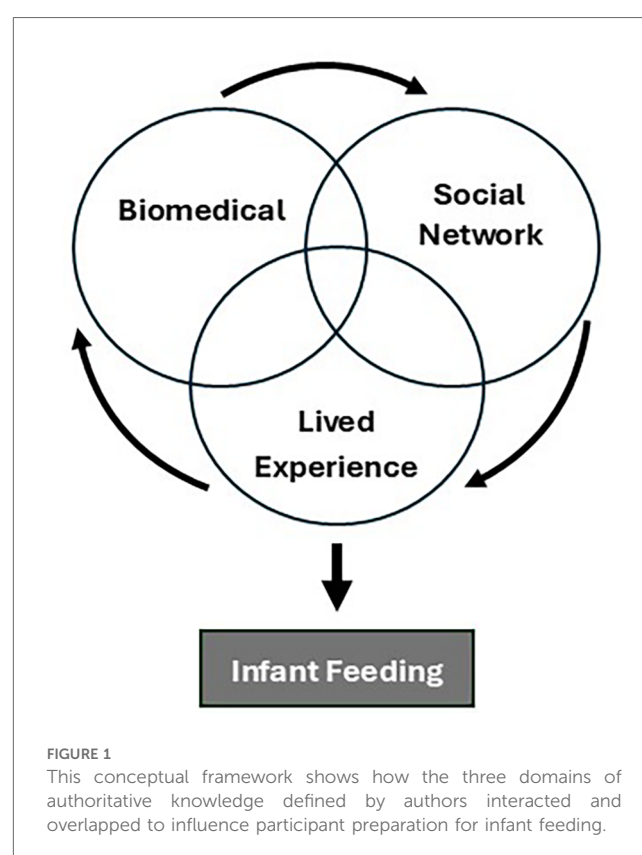 Biomedical
Social
Network
Lived
Experience
Infant Feeding
FIGURE 1
This conceptual framework shows how the three domains of
authoritative knowledge defined by authors interacted and
overlapped to influence participant preparation for infant feeding.